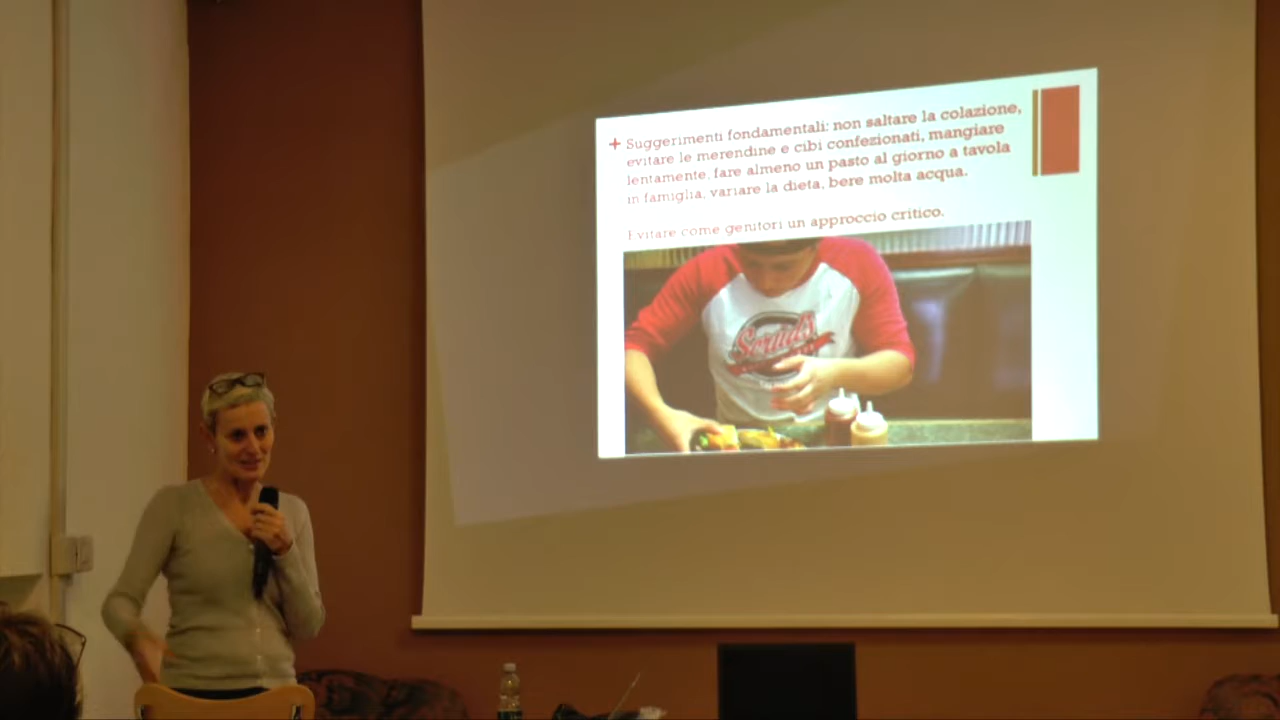 + Suggerimenti fondamentali: non saltare la colazione,
evitare le merendine e cibi confezionati, mangiare
lentamente, fare almeno un pasto al giorno a tavola
in famiglia, variare la dieta, bere molta acqua.
Evitare come genitori un approccio critico.